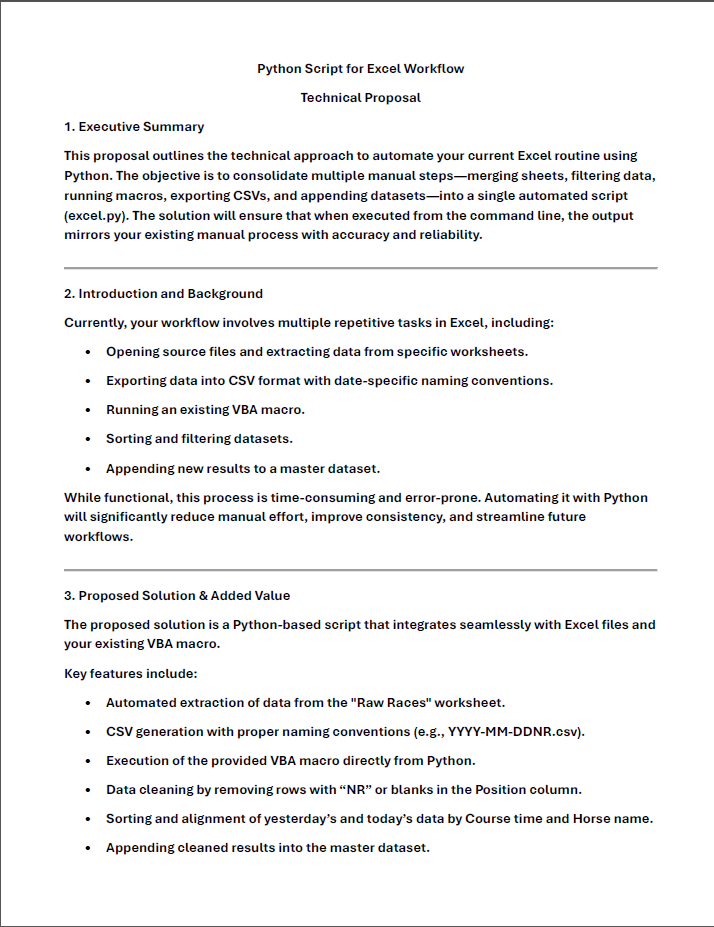 Python Script for Excel Workflow
Technical Proposal
1. Executive Summary
This proposal outlines the technical approach to automate your current Excel routine using
Python. The objective is to consolidate multiple manual steps—merging sheets, filtering data,
running macros, exporting CSVs, and appending datasets—into a single automated script
(excel.py). The solution will ensure that when executed from the command line, the output
mirrors your existing manual process with accuracy and reliability.
2. Introduction and Background
Currently, your workflow involves multiple repetitive tasks in Excel, including:
• Opening source files and extracting data from specific worksheets.
• Exporting data into CSV format with date-specific naming conventions.
• Running an existing VBA macro.
• Sorting and filtering datasets.
• Appending new results to a master dataset.
While functional, this process is time-consuming and error-prone. Automating it with Python
will significantly reduce manual effort, improve consistency, and streamline future
workflows.
3. Proposed Solution & Added Value
The proposed solution is a Python-based script that integrates seamlessly with Excel files and
your existing VBA macro.
Key features include:
• Automated extraction of data from the "Raw Races" worksheet.
• CSV generation with proper naming conventions (e.g., YYYY-MM-DDNR.csv).
• Execution of the provided VBA macro directly from Python.
• Data cleaning by removing rows with “NR” or blanks in the Position column.
• Sorting and alignment of yesterday’s and today’s data by Course time and Horse name.
• Appending cleaned results into the master dataset.